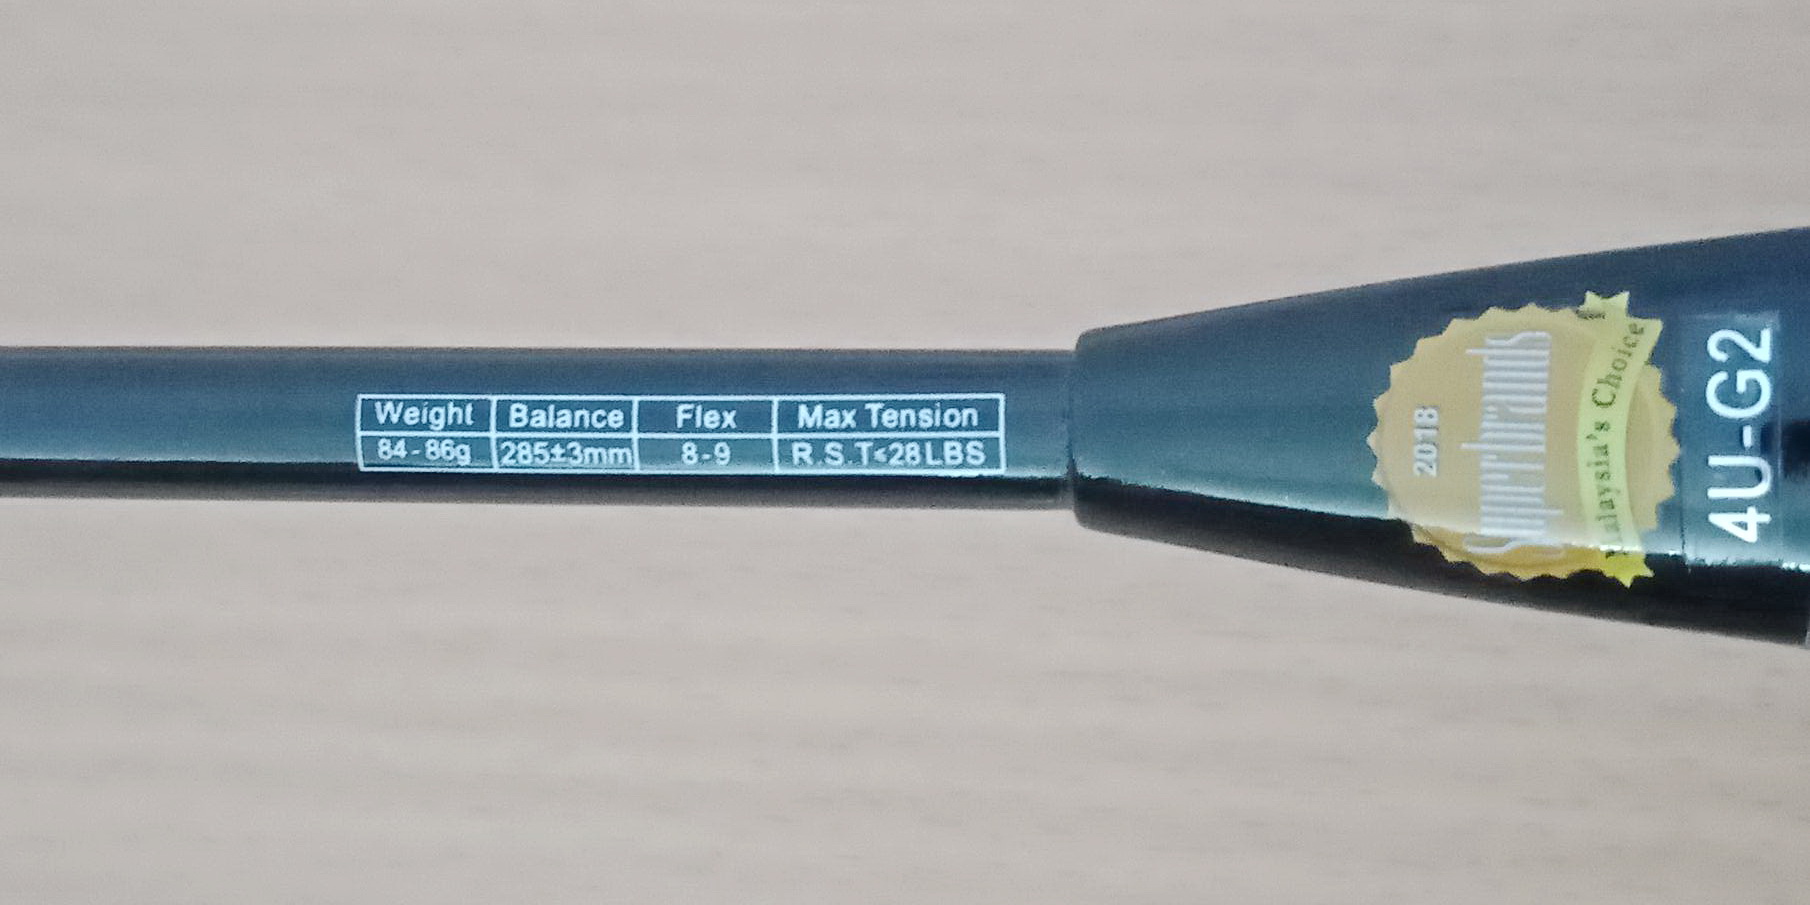 Weight Balance Flex Max Tension
84-86g 285±3mm 8-9 R.S.T<28LBS
2018
Superbrands
Malaysia's Choice
4U-G2